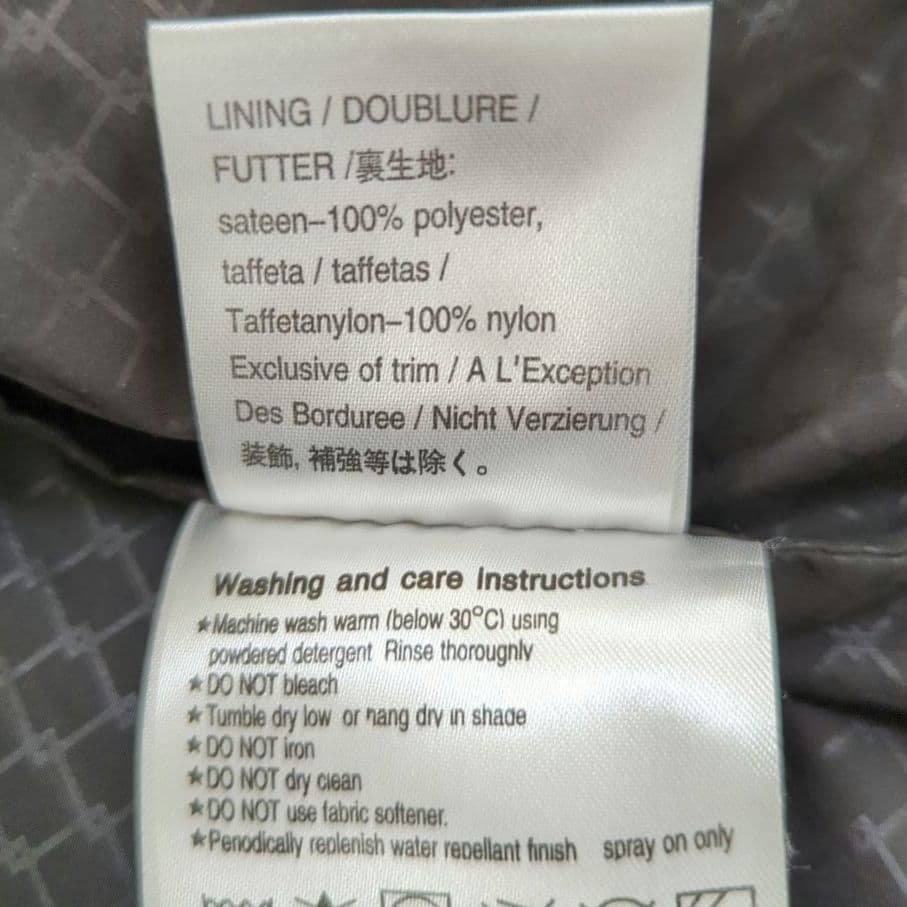 LINING / DOUBLURE /
FUTTER /裏生地:
sateen–100% polyester,
taffeta / taffetas /
Taffetanylon–100% nylon
Exclusive of trim / A L'Exception
Des Borduree / Nicht Verzierung /
装飾, 補強等は除く。
Washing and care Instructions
★Machine wash warm (below 30°C) using
powdered detergent Rinse thoroughly
★DO NOT bleach
★Tumble dry low or hang dry in shade
★DO NOT iron
★DO NOT dry clean
★DO NOT use fabric softener.
★Periodically replenish water repellant finish spray on only